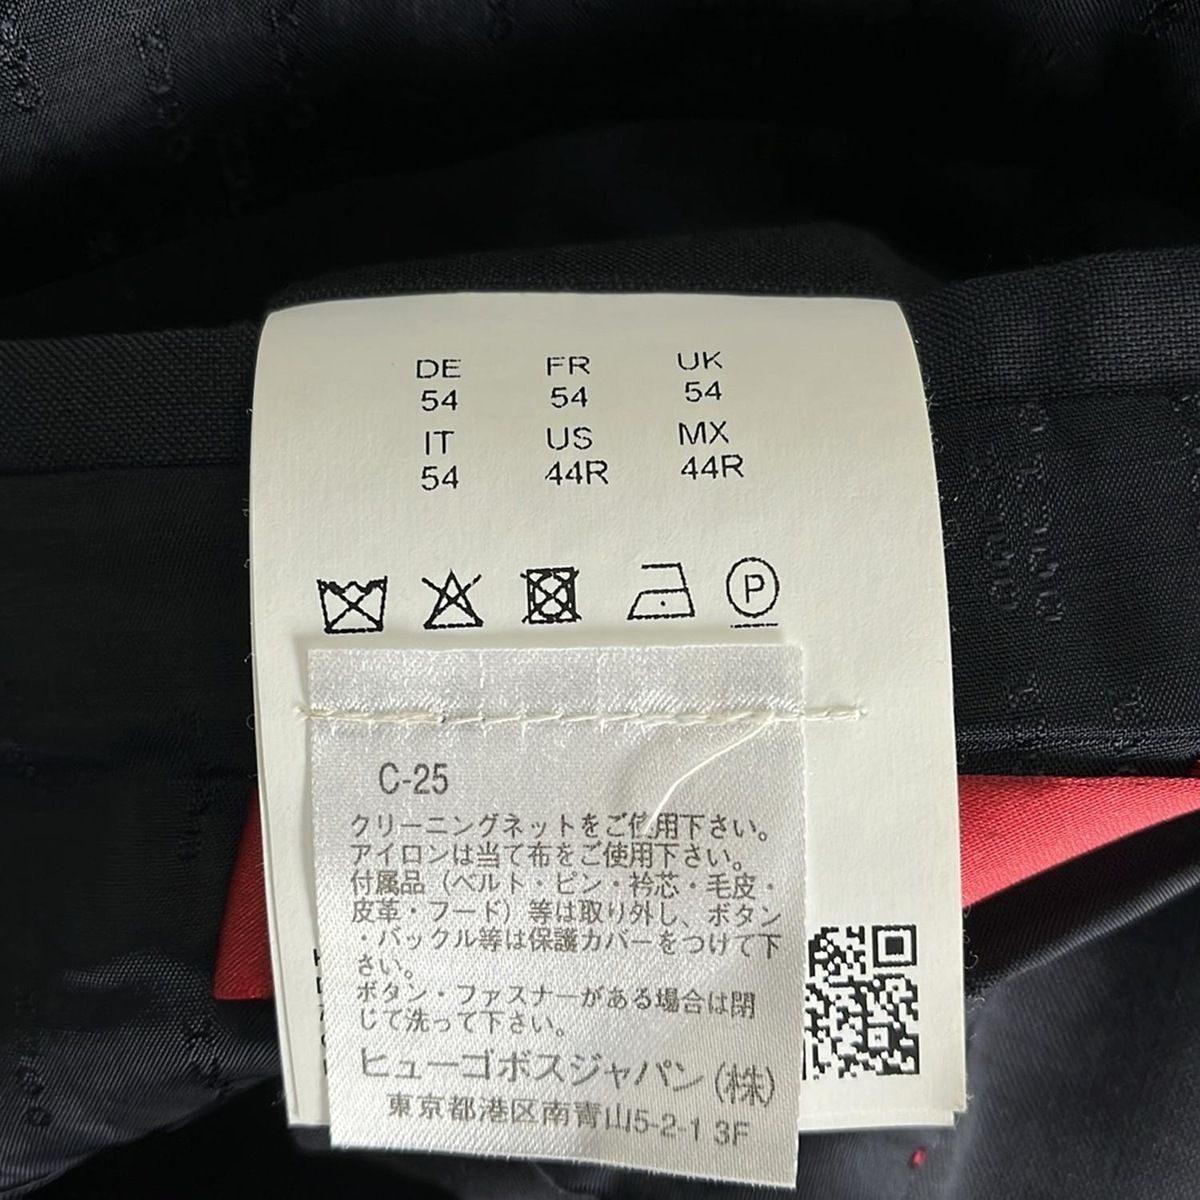 DE FR UK
54 54 54
IT US MX
54 44R 44R
P
C-25
クリーニングネットをご使用下さい。
アイロンは当て布をご使用下さい。
付属品（ベルト・ピン・衿芯・毛皮・
皮革・フード）等は取り外し、ボタン
・バックル等は保護カバーをつけて下
さい。
ボタン・ファスナーがある場合は閉
じて洗って下さい。
ヒューゴボスジャパン(株)
東京都港区南青山5-2-1 3F